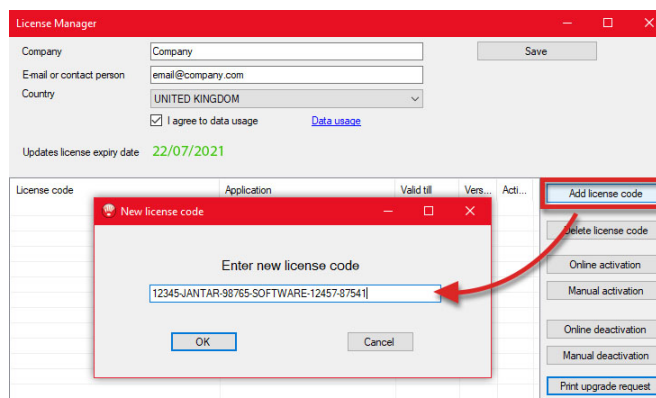 License Manager
Company Company Save
E-mail or contact person email@company.com
Country UNITED KINGDOM
I agree to data usage Data usage
Updates license expiry date 22/07/2021
License code Application Valid till Vers... Acti... Add license code
New license code
Delete license code
Enter new license code
Online activation
12345-JANTAR-98765-SOFTWARE-12457-87541
Manual activation
OK Cancel
Online deactivation
Manual deactivation
Print upgrade request